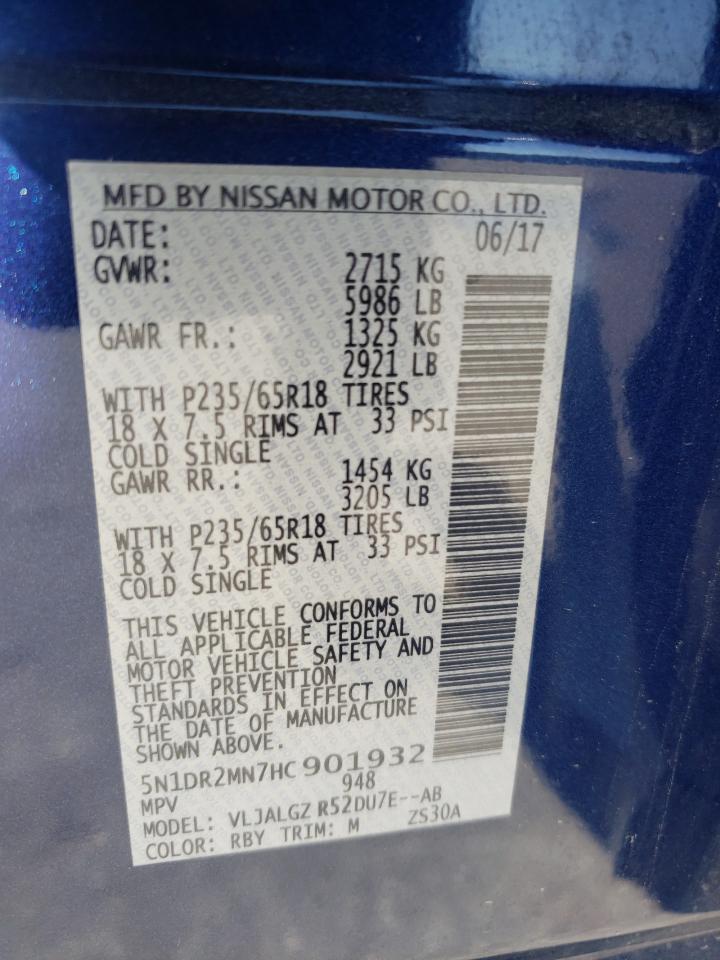 MFD BY NISSAN MOTOR CO., LTD.
DATE: 06/17
GVWR: 2715 KG
5986 LB
GAWR FR.: 1325 KG
2921 LB
WITH P235/65R18 TIRES
18 X 7.5 RIMS AT 33 PSI
COLD SINGLE
GAWR RR.: 1454 KG
3205 LB
WITH P235/65R18 TIRES
18 X 7.5 RIMS AT 33 PSI
COLD SINGLE
THIS VEHICLE CONFORMS TO
ALL APPLICABLE FEDERAL
MOTOR VEHICLE SAFETY AND
THEFT PREVENTION
STANDARDS IN EFFECT ON
THE DATE OF MANUFACTURE
SHOWN ABOVE.
5N1DR2MN7HC901932
MPV 948
MODEL: VLJALGZ R52DU7E--AB
COLOR: RBY TRIM: M ZS30A